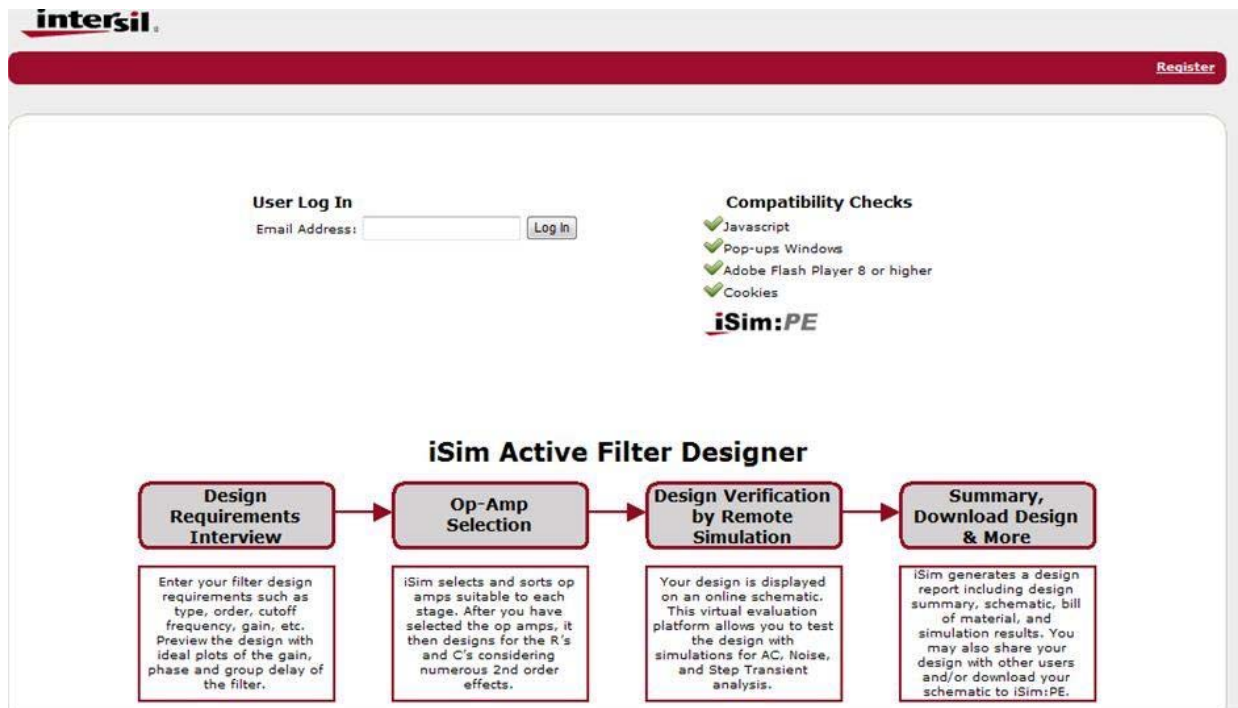 intersil®
Register
User Log In
Email Address:
Log In
Compatibility Checks
Javascript
Pop-ups Windows
Adobe Flash Player 8 or higher
Cookies
iSim:PE
iSim Active Filter Designer
Design
Requirements
Interview
Enter your filter design
requirements such as
type, order, cutoff
frequency, gain, etc.
Preview the design with
ideal plots of the gain,
phase and group delay of
the filter.
Op-Amp
Selection
iSim selects and sorts op
amps suitable to each
stage. After you have
selected the op amps, it
then designs for the R's
and C's considering
numerous 2nd order
effects.
Design Verification
by Remote
Simulation
Your design is displayed
on an online schematic.
This virtual evaluation
platform allows you to test
the design with
simulations for AC, Noise,
and Step Transient
analysis.
Summary,
Download Design
& More
iSim generates a design
report including design
summary, schematic, bill
of material, and
simulation results. You
may also share your
design with other users
and/or download your
schematic to iSim:PE.